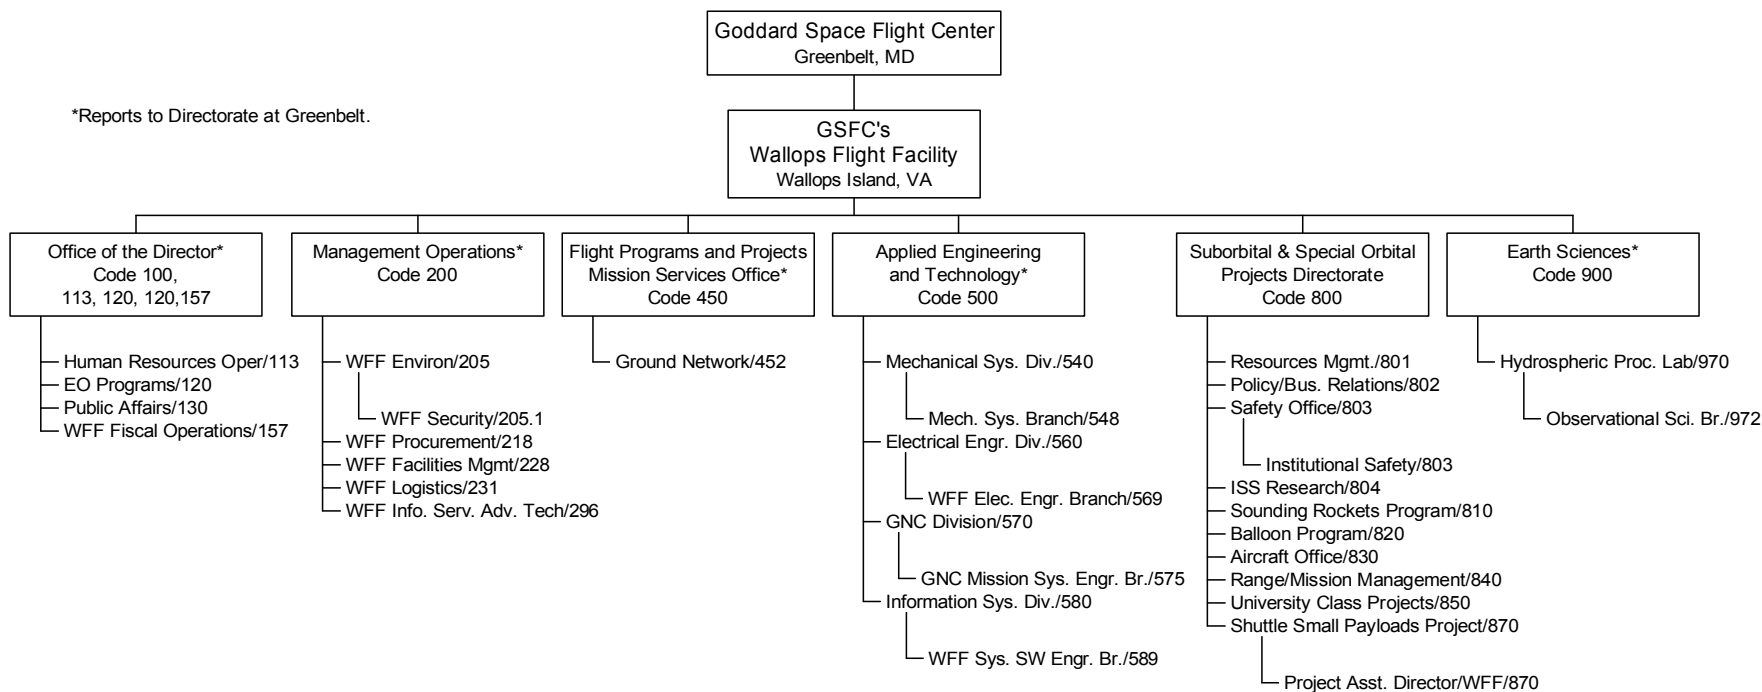 Goddard Space Flight Center
Greenbelt, MD
*Reports to Directorate at Greenbelt.
GSFC's
Wallops Flight Facility
Wallops Island, VA
Office of the Director*
Code 100,
113, 120, 120,157
Human Resources Oper/113
EO Programs/120
Public Affairs/130
WFF Fiscal Operations/157
Management Operations*
Code 200
WFF Environ/205
WFF Security/205.1
WFF Procurement/218
WFF Facilities Mgmt/228
WFF Logistics/231
WFF Info. Serv. Adv. Tech/296
Flight Programs and Projects
Mission Services Office*
Code 450
Ground Network/452
Applied Engineering
and Technology*
Code 500
Mechanical Sys. Div./540
Mech. Sys. Branch/548
Electrical Engr. Div./560
WFF Elec. Engr. Branch/569
GNC Division/570
GNC Mission Sys. Engr. Br./575
Information Sys. Div./580
WFF Sys. SW Engr. Br./589
Suborbital & Special Orbital
Projects Directorate
Code 800
Resources Mgmt./801
Policy/Bus. Relations/802
Safety Office/803
Institutional Safety/803
ISS Research/804
Sounding Rockets Program/810
Balloon Program/820
Aircraft Office/830
Range/Mission Management/840
University Class Projects/850
Shuttle Small Payloads Project/870
Project Asst. Director/WFF/870
Earth Sciences*
Code 900
Hydrospheric Proc. Lab/970
Observational Sci. Br./972